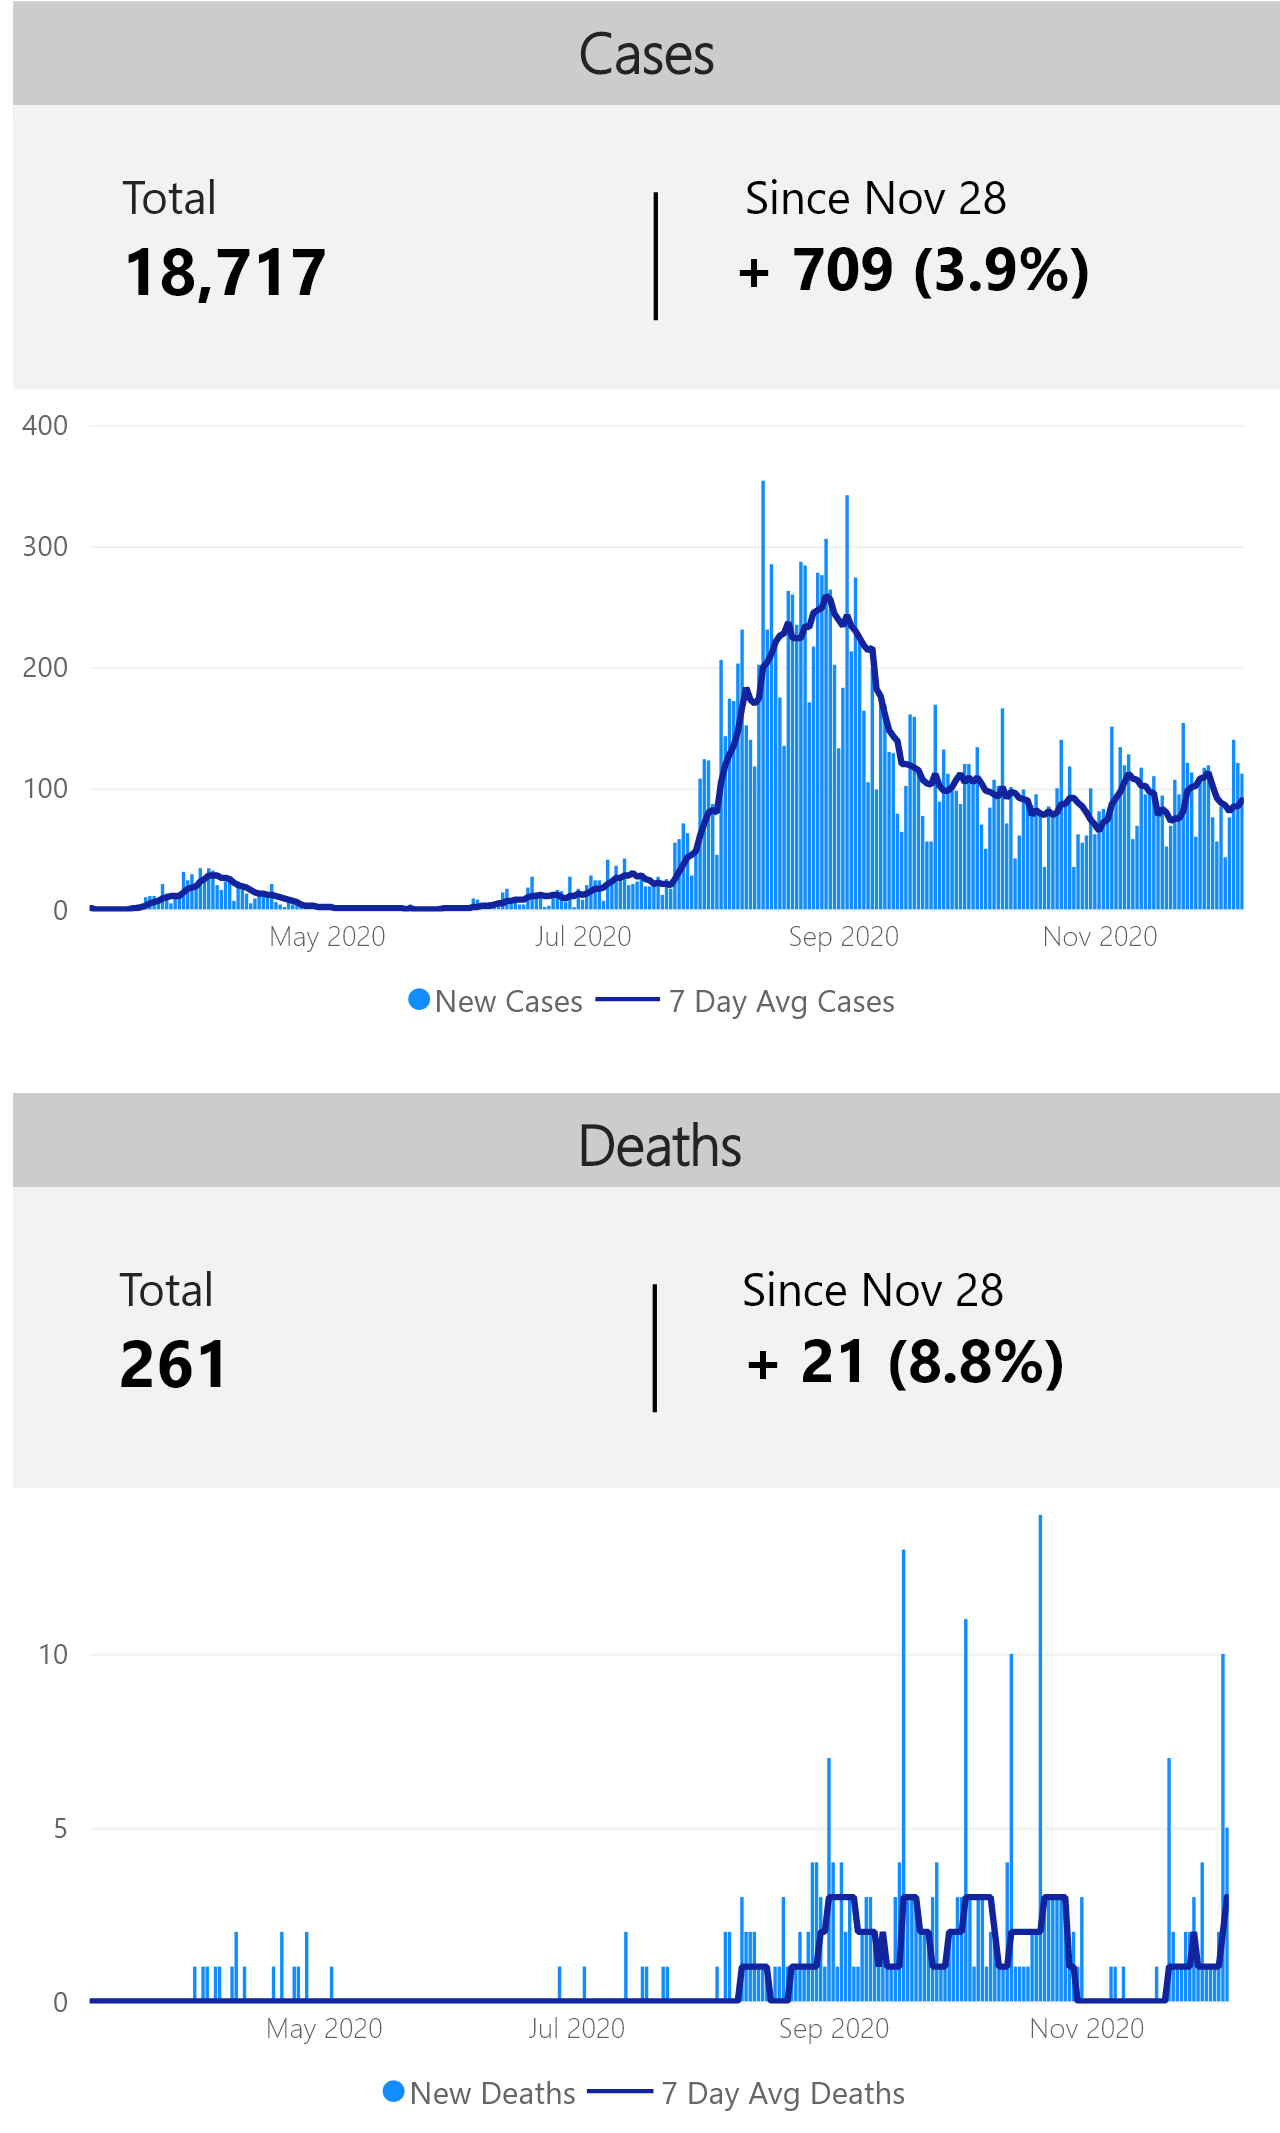 Cases
Total
Since Nov 28
18,717
+ 709 (3.9%)
400
300
200
100
0
May 2020
Jul 2020
Sep 2020
Nov 2020
New Cases
7 Day Avg Cases
Deaths
Total
Since Nov 28
261
+ 21 (8.8%)
10
5
0
May 2020
Jul 2020
Sep 2020
Nov 2020
New Deaths
7 Day Avg Deaths